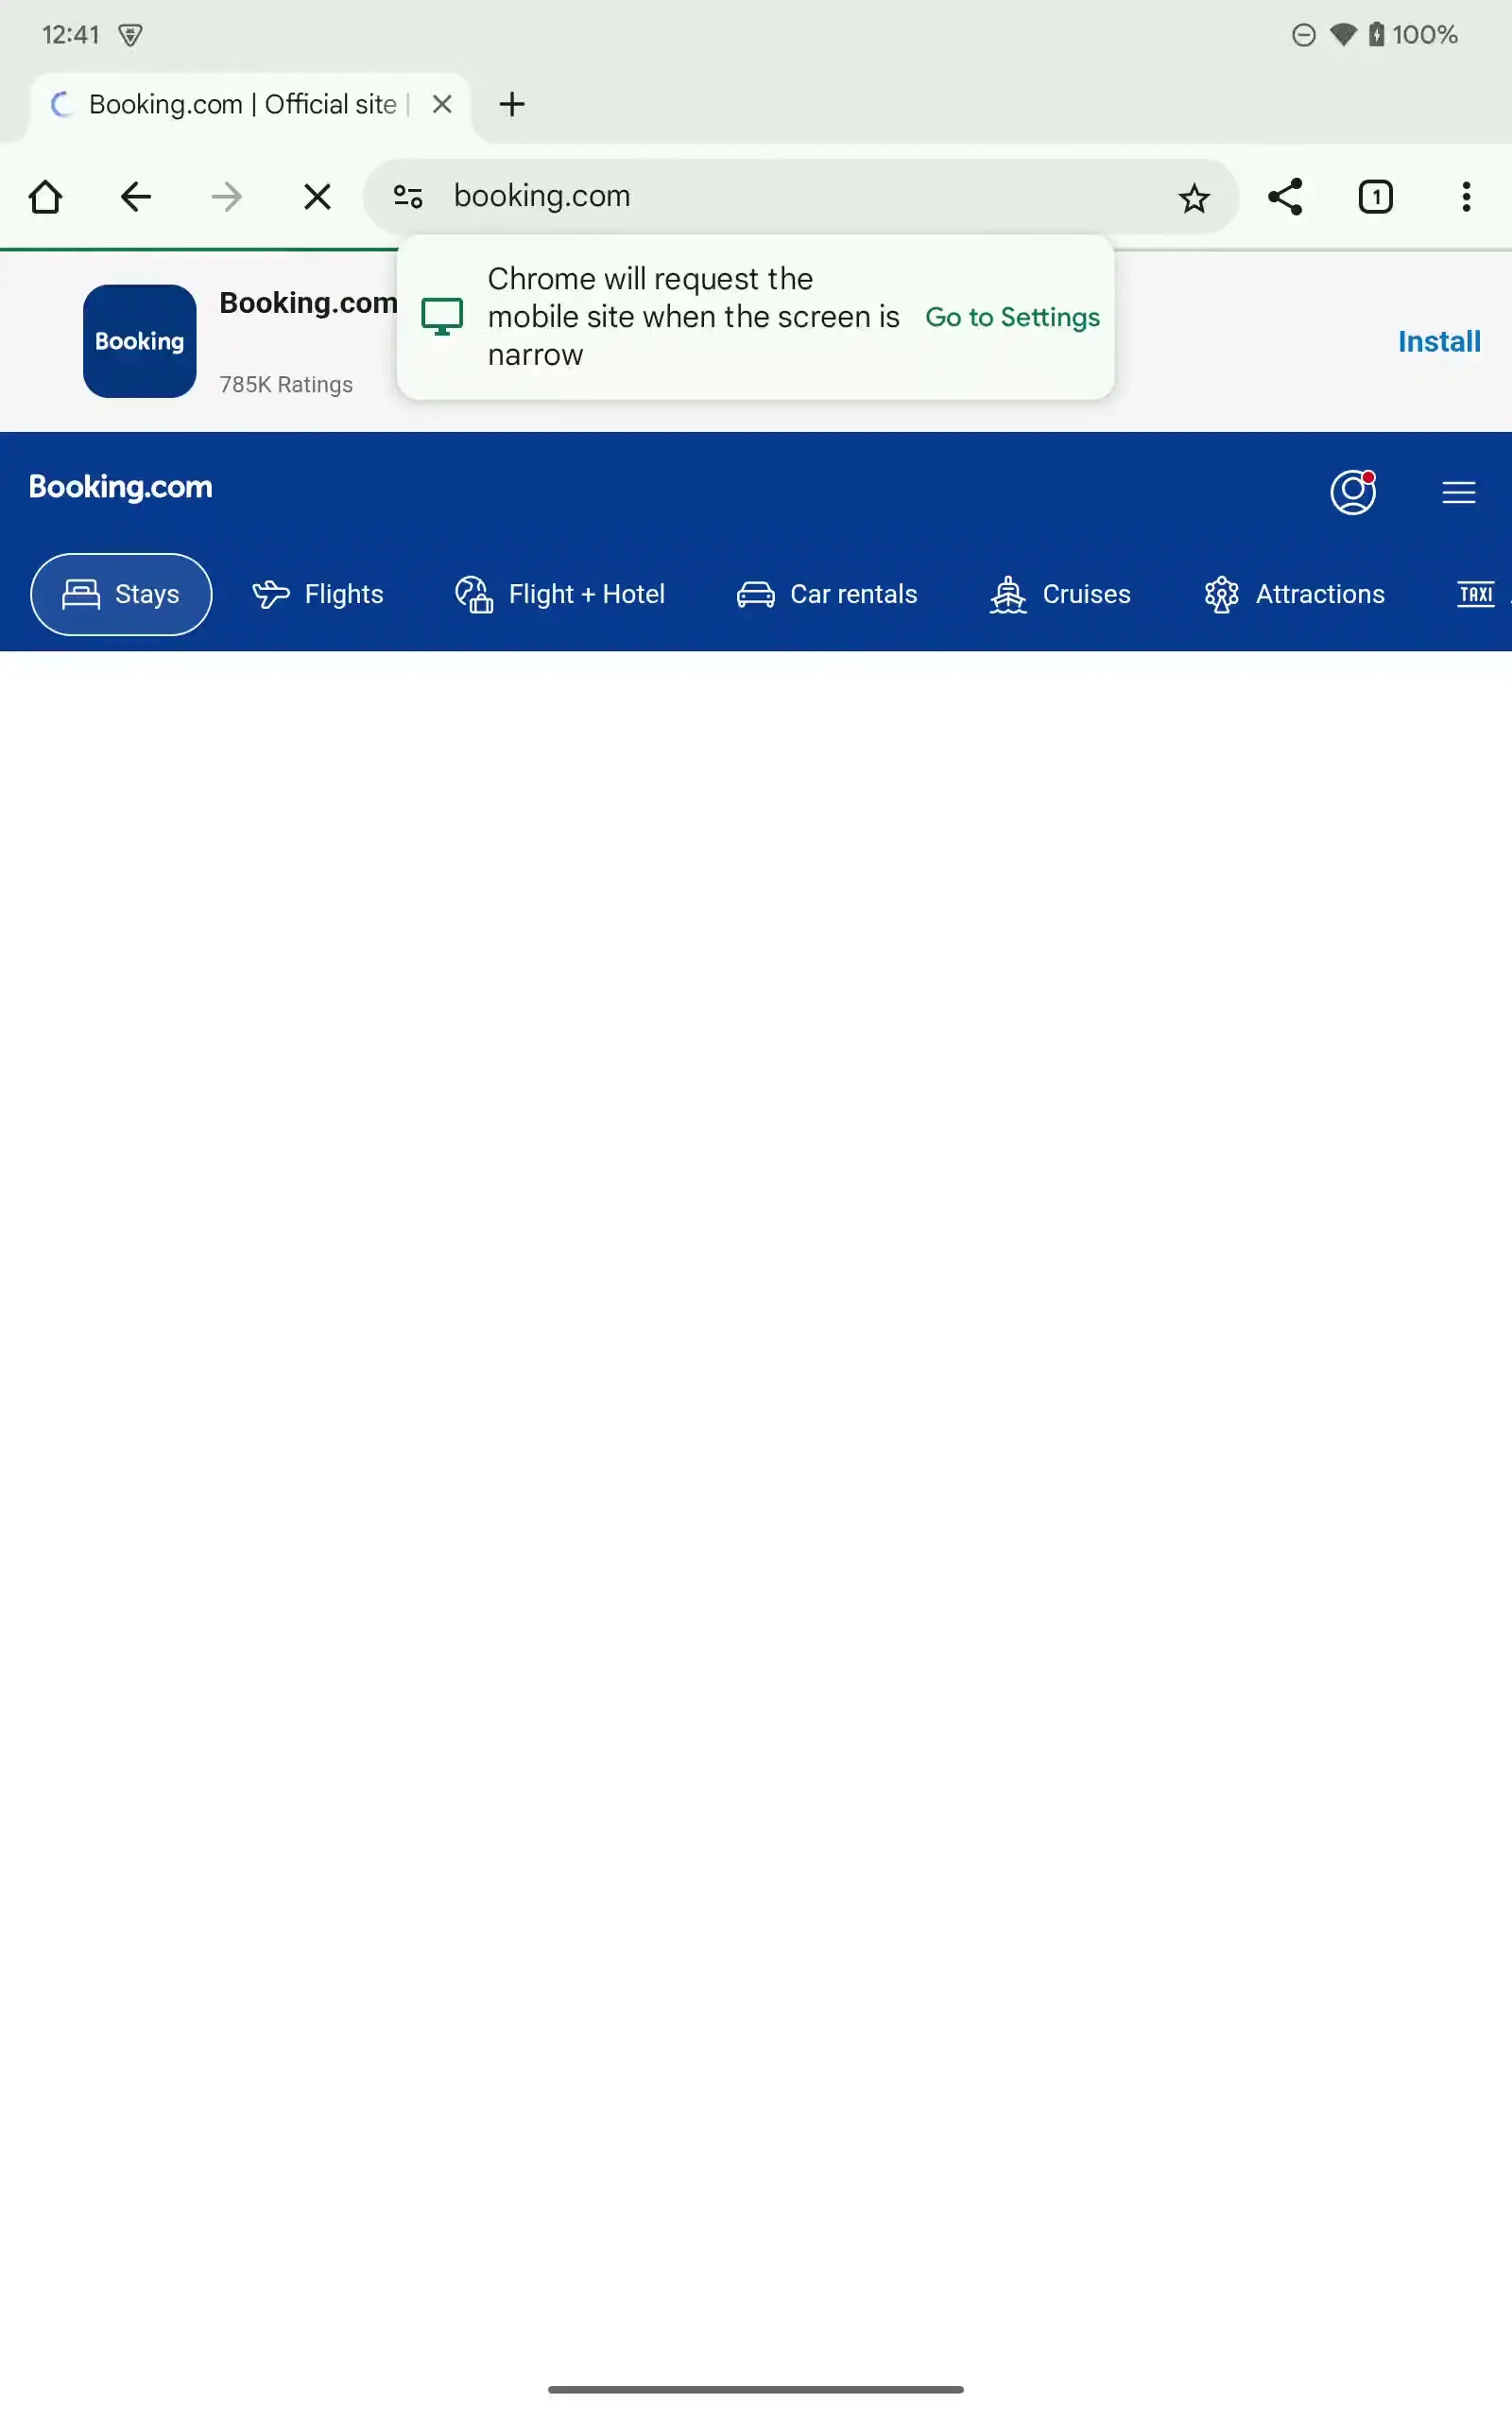 12:41
100%
Booking.com | Official site |
booking.com
1
Chrome will request the
mobile site when the screen is
narrow
Go to Settings
Booking
Booking.com
785K Ratings
Install
Booking.com
Stays
Flights
Flight + Hotel
Car rentals
Cruises
Attractions
TAXI